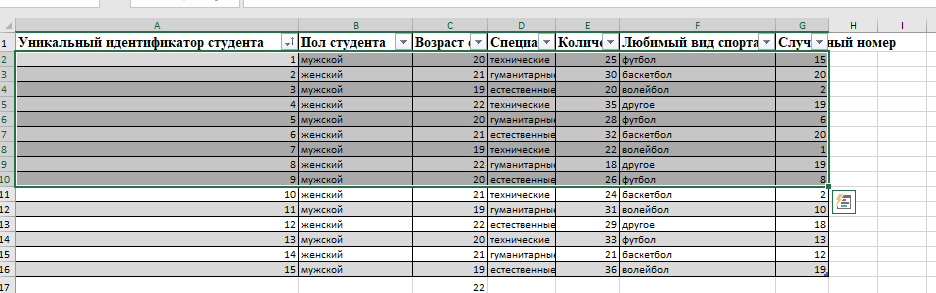 A B C D E F G H I
1 Уникальный идентификатор студента Пол студента Возраст с Специа Количе Любимый вид спорта Случ ный номер
2 1 мужской 20 технические 25 футбол 15
3 2 женский 21 гуманитарны 30 баскетбол 20
4 3 мужской 19 естественные 20 волейбол 2
5 4 женский 22 технические 35 другое 19
6 5 мужской 20 гуманитарны 28 футбол 6
7 6 женский 21 естественные 32 баскетбол 20
8 7 мужской 19 технические 22 волейбол 1
9 8 женский 22 гуманитарны 18 другое 19
10 9 мужской 20 естественные 26 футбол 8
11 10 женский 21 технические 24 баскетбол 2
12 11 мужской 19 гуманитарны 31 волейбол 10
13 12 женский 22 естественные 29 другое 18
14 13 мужской 20 технические 33 футбол 13
15 14 женский 21 гуманитарны 21 баскетбол 12
16 15 мужской 19 естественные 36 волейбол 19
17 22